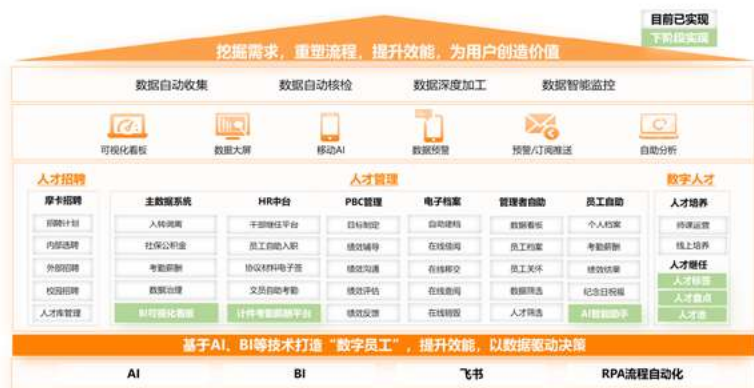 目前已实现
下阶段实现
挖掘需求，重塑流程，提升效能，为用户创造价值
数据自动收集 数据自动核检 数据深度加工 数据智能监控
可视化看板 数据大屏 移动AI 数据预警 预警/订阅推送 自助分析
人才招聘 人才管理 数字人才
摩卡招聘 主数据系统 HR中台 PBC管理 电子档案 管理者自助 员工自助 人才培养
招聘计划 入转调离 干部继任平台 目标制定 自动建档 数据看板 个人档案 师课运营
内部选聘 社保公积金 员工自助入职 绩效辅导 在线借阅 员工档案 考勤薪酬 线上培养
外部招聘 考勤薪酬 协议材料电子签 绩效沟通 在线移交 员工关怀 绩效结果 人才继任
校园招聘 数据治理 文员自助考勤 绩效评估 在线查阅 数据筛选 纪念日祝福 人才标签
人才盘点
人才库管理 BI可视化看板 计件考勤薪酬平台 绩效反馈 在线销毁 人才筛选 AI智能助手 人才池
基于AI、BI等技术打造“数字员工”，提升效能，以数据驱动决策
AI BI 飞书 RPA流程自动化